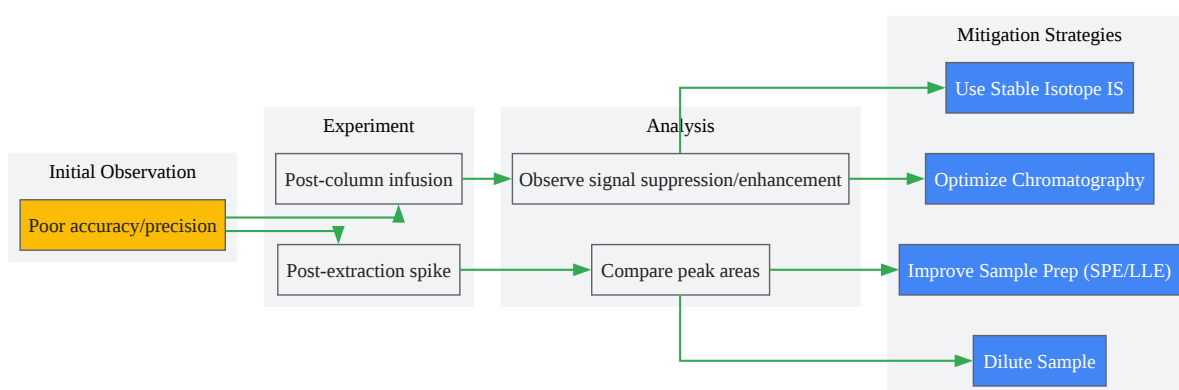 Initial Observation
Poor accuracy/precision
Experiment
Post-column infusion
Post-extraction spike
Analysis
Observe signal suppression/enhancement
Compare peak areas
Mitigation Strategies
Use Stable Isotope IS
Optimize Chromatography
Improve Sample Prep (SPE/LLE)
Dilute Sample